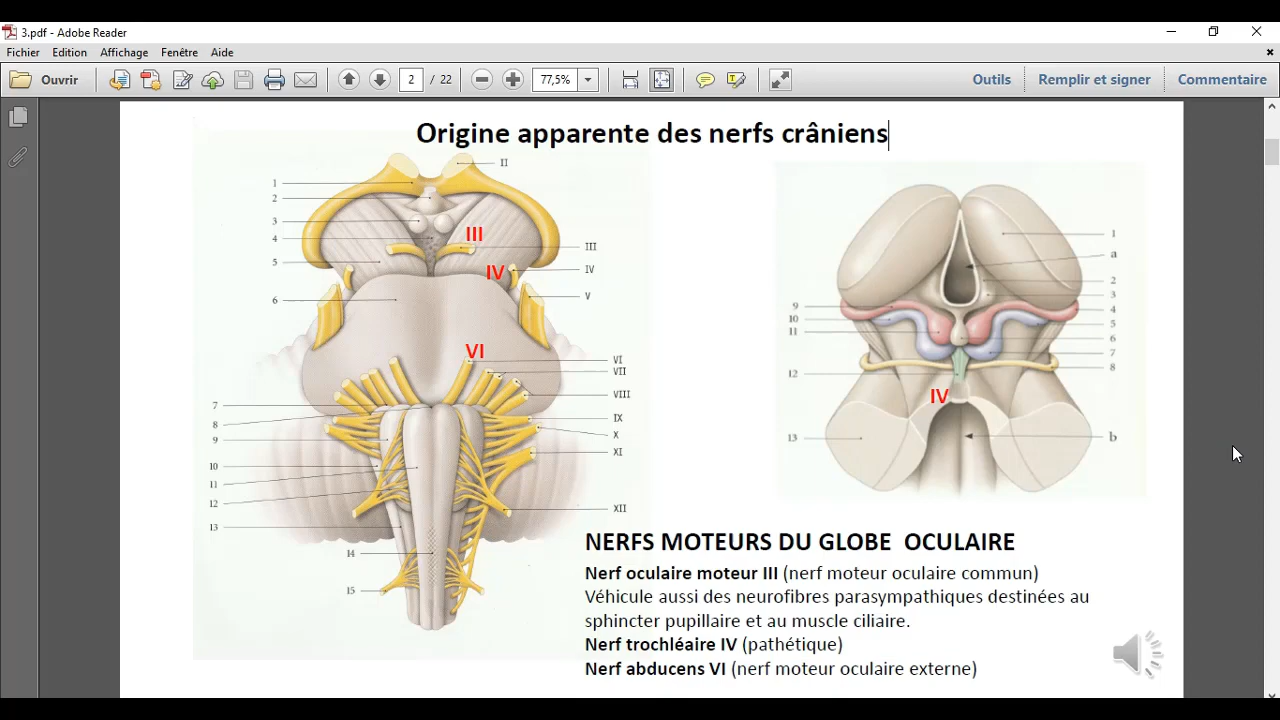 3.pdf - Adobe Reader
Fichier Edition Affichage Fenêtre Aide
Ouvrir 2 / 22 77,5% Outils Remplir et signer Commentaire
Origine apparente des nerfs crâniens
II
1
2
3
III
4
III
5
IV
IV
6
V
VI
VI
VII
VIII
7
8
IX
9
X
10
XI
11
12
XII
13
14
15
1
a
2
3
9
4
10
5
11
6
7
12
8
IV
13
b
NERFS MOTEURS DU GLOBE OCULAIRE
Nerf oculaire moteur III (nerf moteur oculaire commun)
Véhicule aussi des neurofibres parasympathiques destinées au
sphincter pupillaire et au muscle ciliaire.
Nerf trochléaire IV (pathétique)
Nerf abducens VI (nerf moteur oculaire externe)